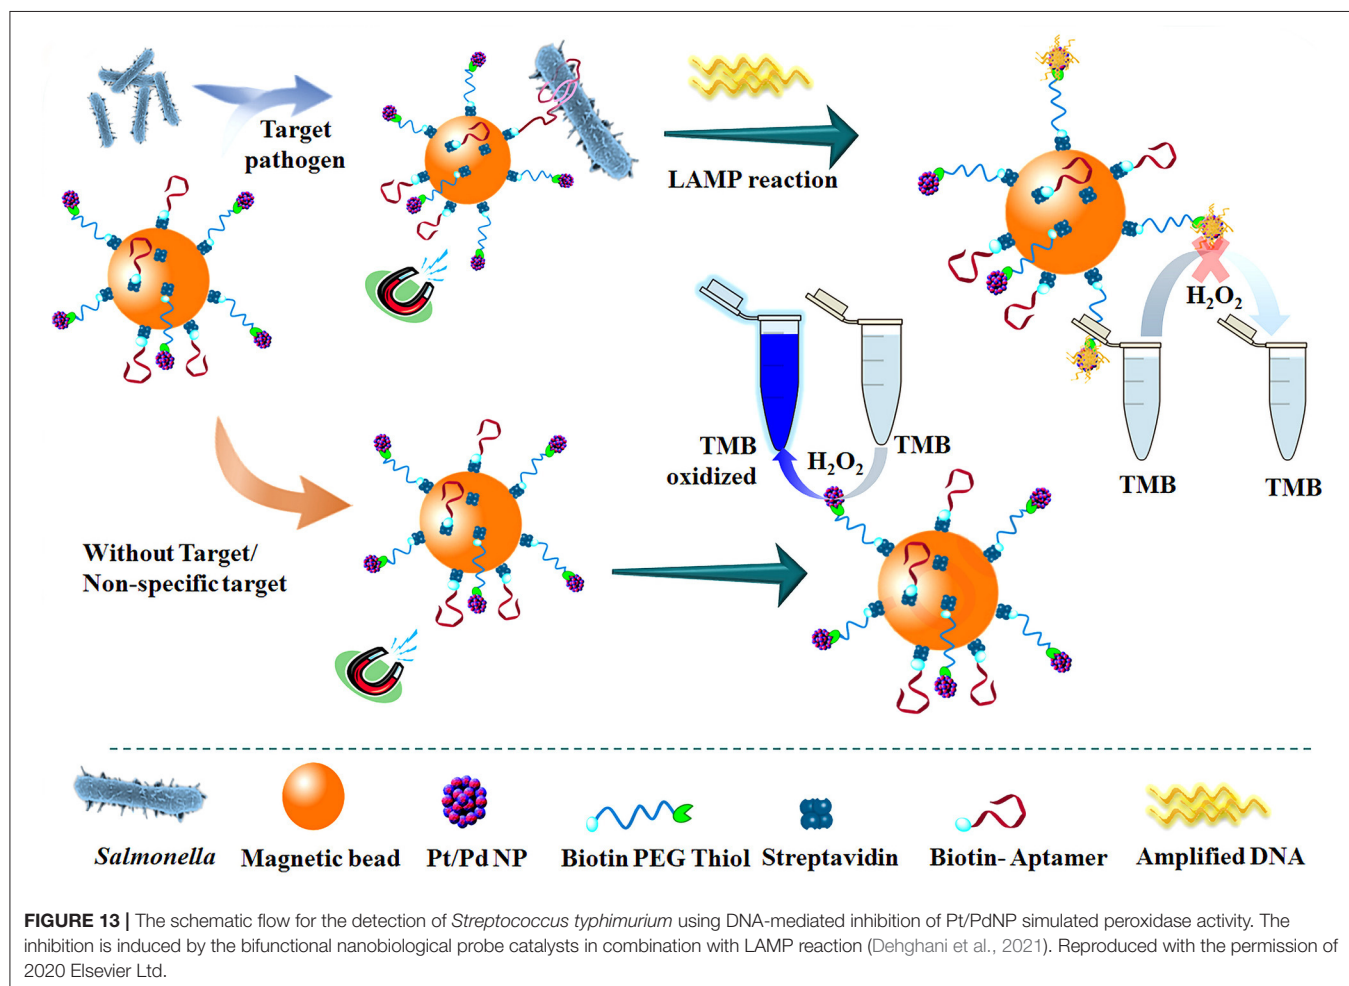 Target
pathogen
LAMP reaction
H₂O₂
TMB
TMB
TMB
oxidized
H₂O₂
TMB
Without Target/
Non-specific target
Salmonella
Magnetic bead
Pt/Pd NP
Biotin PEG Thiol
Streptavidin
Biotin- Aptamer
Amplified DNA
FIGURE 13 | The schematic flow for the detection of Streptococcus typhimurium using DNA-mediated inhibition of Pt/PdNP simulated peroxidase activity. The
inhibition is induced by the bifunctional nanobiological probe catalysts in combination with LAMP reaction (Dehghani et al., 2021). Reproduced with the permission of
2020 Elsevier Ltd.